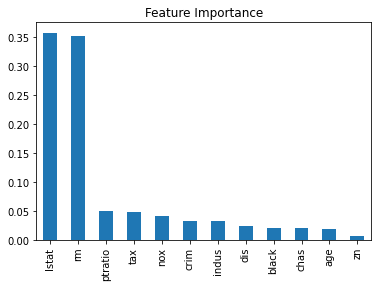 Feature Importance
0.35
0.30
0.25
0.20
0.15
0.10
0.05
0.00
lstat
rm
ptratio
tax
nox
crim
indus
dis
black
chas
age
zn